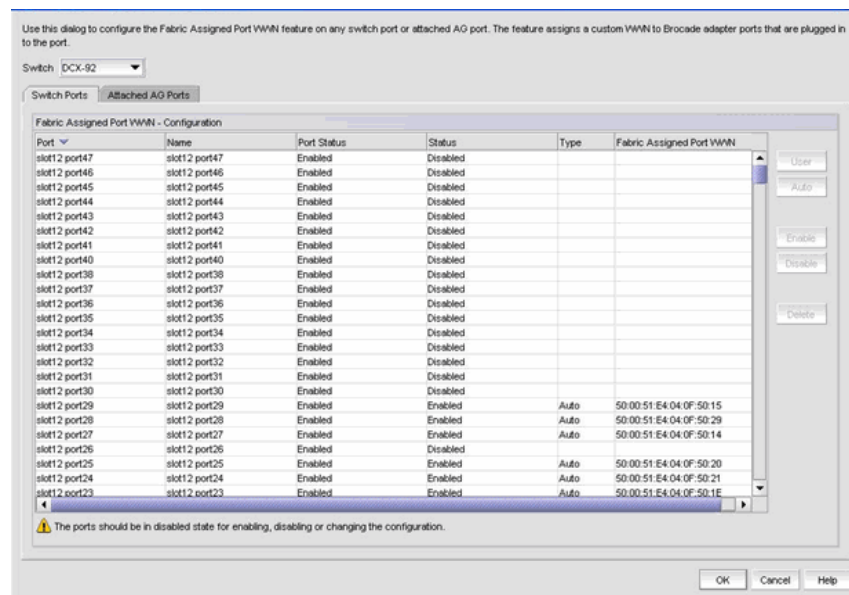 Use this dialog to configure the Fabric Assigned Port WWN feature on any switch port or attached AG port. The feature assigns a custom WWN to Brocade adapter ports that are plugged in
to the port.
Switch DCX-92
Switch Ports Attached AG Ports
Fabric Assigned Port WWN - Configuration
Port Name Port Status Status Type Fabric Assigned Port WWN
slot12 port47 slot12 port47 Enabled Disabled
slot12 port46 slot12 port46 Enabled Disabled
slot12 port45 slot12 port45 Enabled Disabled
slot12 port44 slot12 port44 Enabled Disabled
slot12 port43 slot12 port43 Enabled Disabled
slot12 port42 slot12 port42 Enabled Disabled
slot12 port41 slot12 port41 Enabled Disabled
slot12 port40 slot12 port40 Enabled Disabled
slot12 port38 slot12 port38 Enabled Disabled
slot12 port37 slot12 port37 Enabled Disabled
slot12 port36 slot12 port36 Enabled Disabled
slot12 port35 slot12 port35 Enabled Disabled
slot12 port34 slot12 port34 Enabled Disabled
slot12 port33 slot12 port33 Enabled Disabled
slot12 port32 slot12 port32 Enabled Disabled
slot12 port31 slot12 port31 Enabled Disabled
slot12 port30 slot12 port30 Enabled Disabled
slot12 port29 slot12 port29 Enabled Enabled Auto 50:00:51:E4:04:0F:50:15
slot12 port28 slot12 port28 Enabled Enabled Auto 50:00:51:E4:04:0F:50:29
slot12 port27 slot12 port27 Enabled Enabled Auto 50:00:51:E4:04:0F:50:14
slot12 port26 slot12 port26 Enabled Disabled
slot12 port25 slot12 port25 Enabled Enabled Auto 50:00:51:E4:04:0F:50:20
slot12 port24 slot12 port24 Enabled Enabled Auto 50:00:51:E4:04:0F:50:21
slot12 port23 slot12 port23 Enabled Enabled Auto 50:00:51:E4:04:0F:50:1E
User
Auto
Enable
Disable
Delete
The ports should be in disabled state for enabling, disabling or changing the configuration.
OK Cancel Help